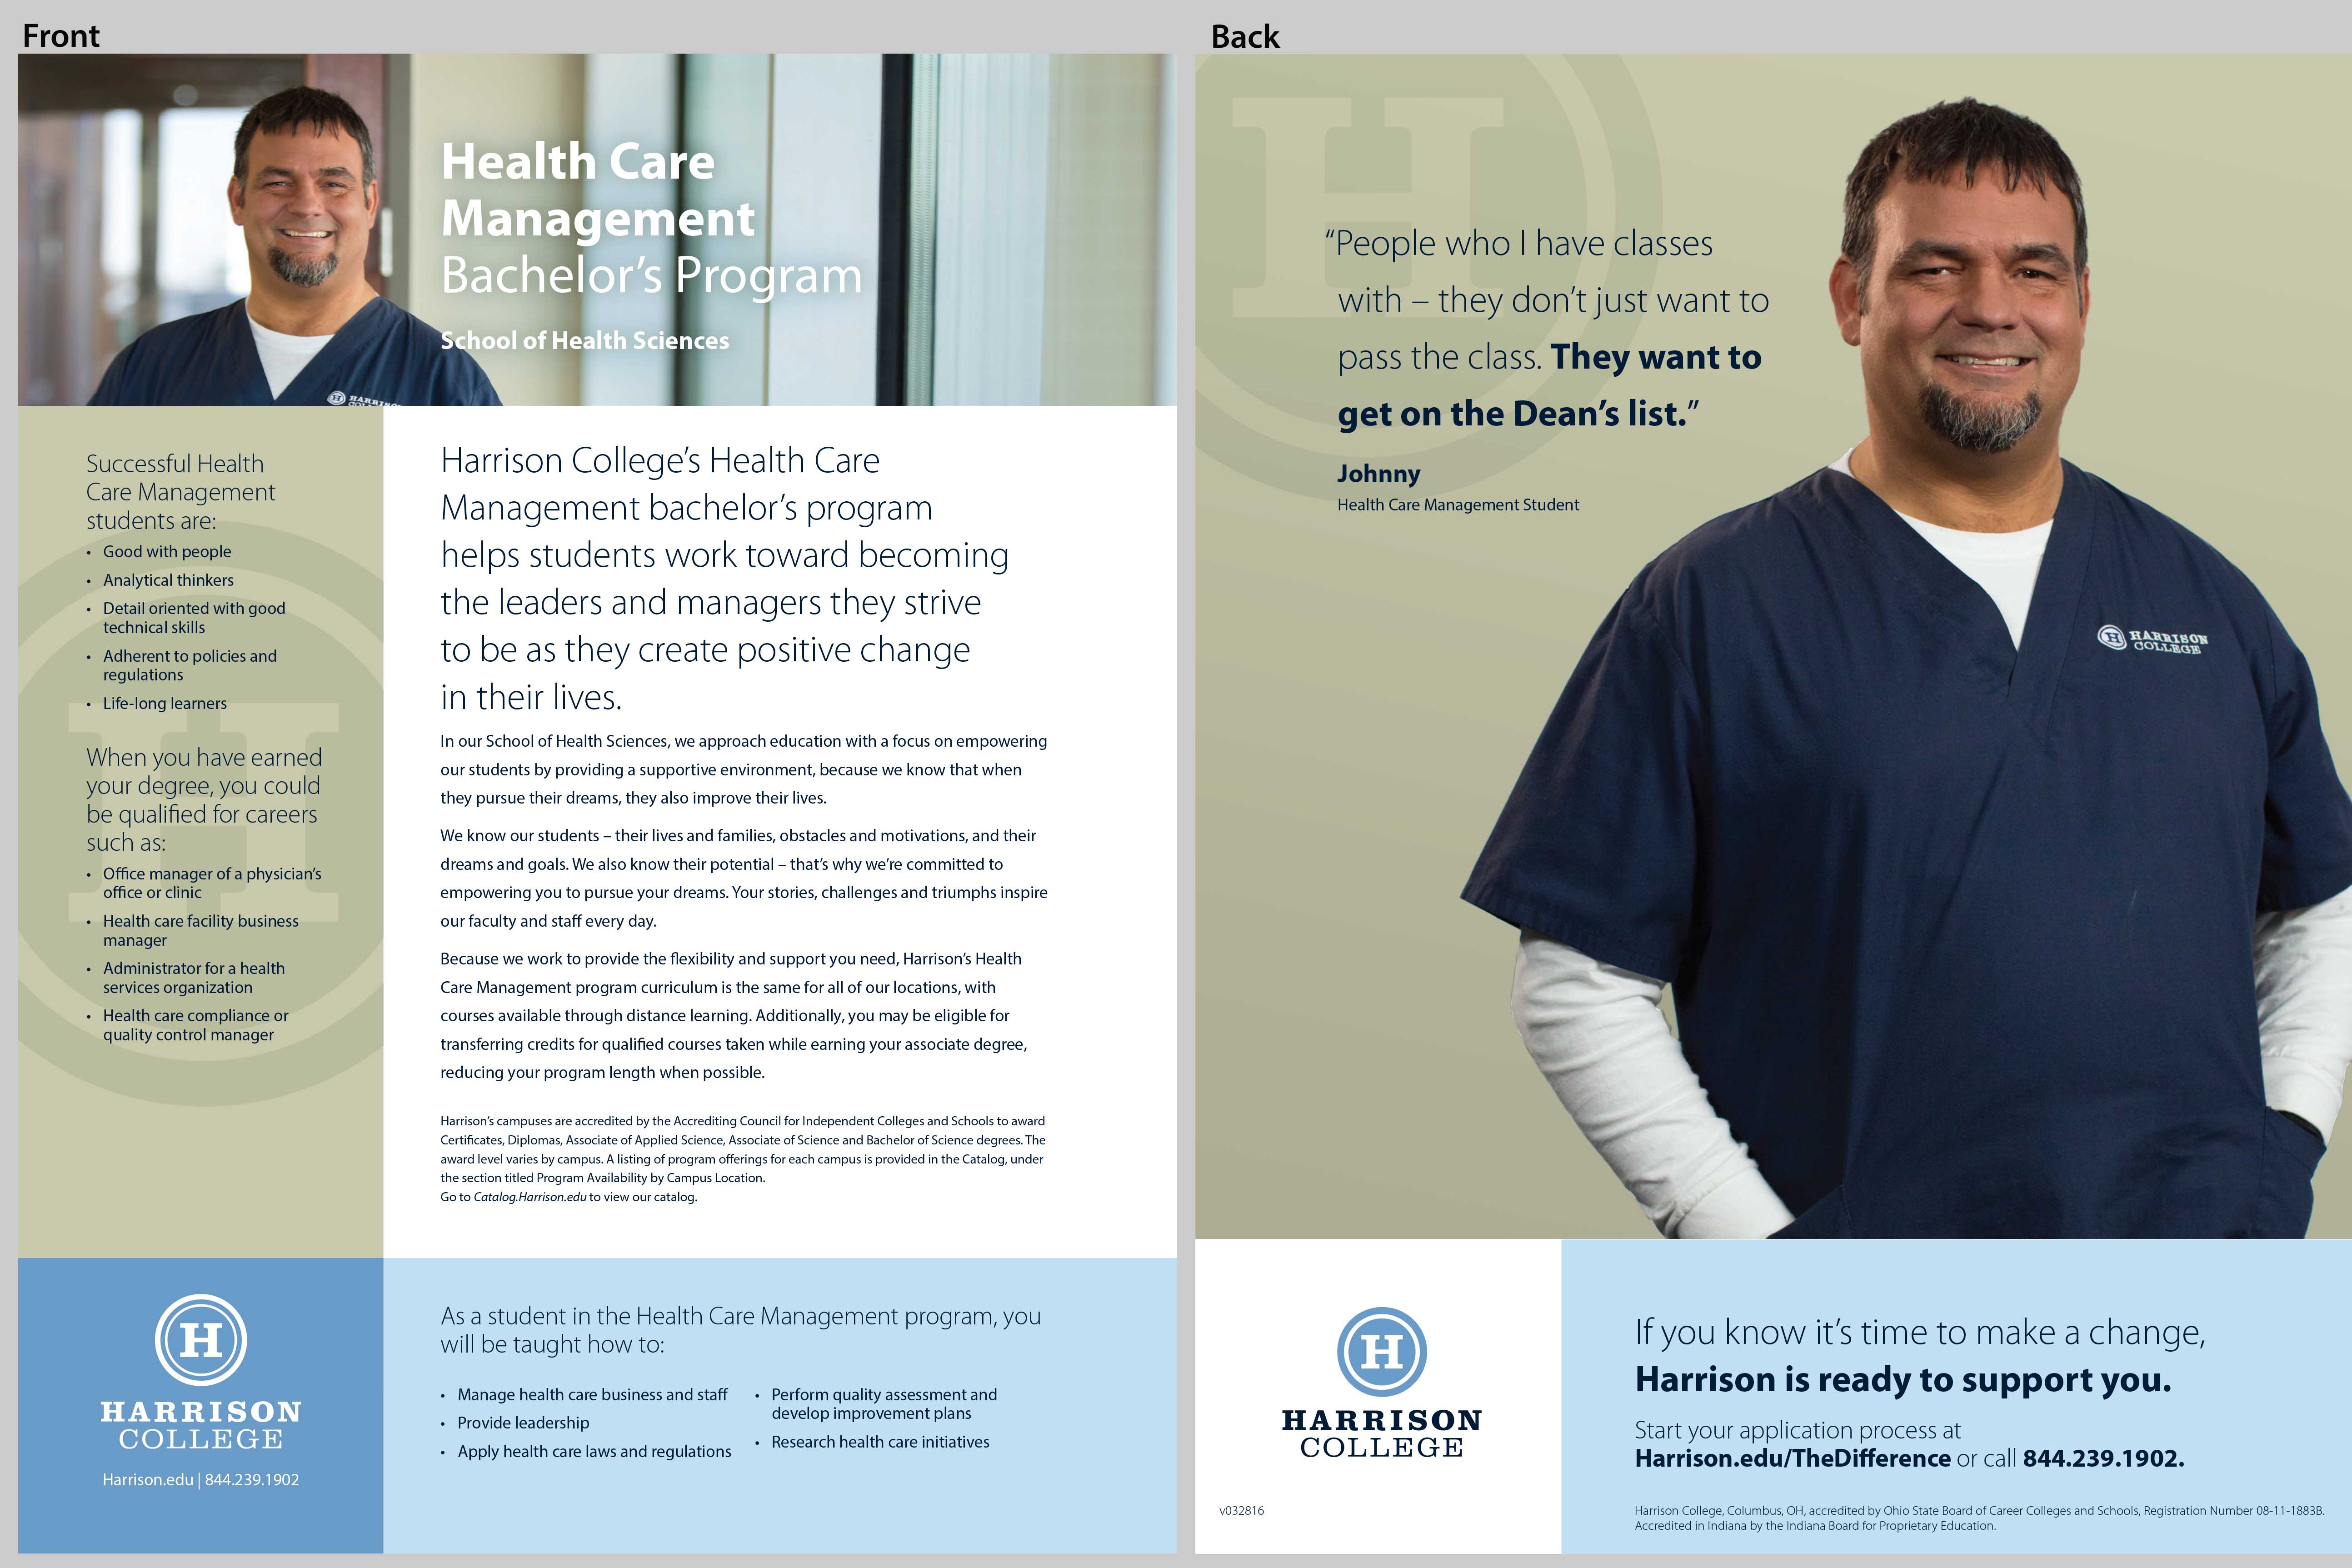 Front
Health Care
Management
Bachelor's Program
School of Health Sciences
H HARRISON
Successful Health
Care Management
students are:
• Good with people
• Analytical thinkers
• Detail oriented with good
technical skills
• Adherent to policies and
regulations
• Life-long learners
When you have earned
your degree, you could
be qualified for careers
such as:
• Office manager of a physician's
office or clinic
• Health care facility business
manager
• Administrator for a health
services organization
• Health care compliance or
quality control manager
H
Harrison College's Health Care
Management bachelor's program
helps students work toward becoming
the leaders and managers they strive
to be as they create positive change
in their lives.
In our School of Health Sciences, we approach education with a focus on empowering
our students by providing a supportive environment, because we know that when
they pursue their dreams, they also improve their lives.
We know our students – their lives and families, obstacles and motivations, and their
dreams and goals. We also know their potential – that's why we're committed to
empowering you to pursue your dreams. Your stories, challenges and triumphs inspire
our faculty and staff every day.
Because we work to provide the flexibility and support you need, Harrison's Health
Care Management program curriculum is the same for all of our locations, with
courses available through distance learning. Additionally, you may be eligible for
transferring credits for qualified courses taken while earning your associate degree,
reducing your program length when possible.
Harrison's campuses are accredited by the Accrediting Council for Independent Colleges and Schools to award
Certificates, Diplomas, Associate of Applied Science, Associate of Science and Bachelor of Science degrees. The
award level varies by campus. A listing of program offerings for each campus is provided in the Catalog, under
the section titled Program Availability by Campus Location.
Go to Catalog.Harrison.edu to view our catalog.
H
HARRISON
COLLEGE
Harrison.edu | 844.239.1902
As a student in the Health Care Management program, you
will be taught how to:
• Manage health care business and staff
• Provide leadership
• Apply health care laws and regulations
• Perform quality assessment and
develop improvement plans
• Research health care initiatives
Back
H
"People who I have classes
with – they don't just want to
pass the class. They want to
get on the Dean's list."
Johnny
Health Care Management Student
H HARRISON
COLLEGE
H
HARRISON
COLLEGE
v032816
If you know it's time to make a change,
Harrison is ready to support you.
Start your application process at
Harrison.edu/TheDifference or call 844.239.1902.
Harrison College, Columbus, OH, accredited by Ohio State Board of Career Colleges and Schools, Registration Number 08-11-1883B.
Accredited in Indiana by the Indiana Board for Proprietary Education.